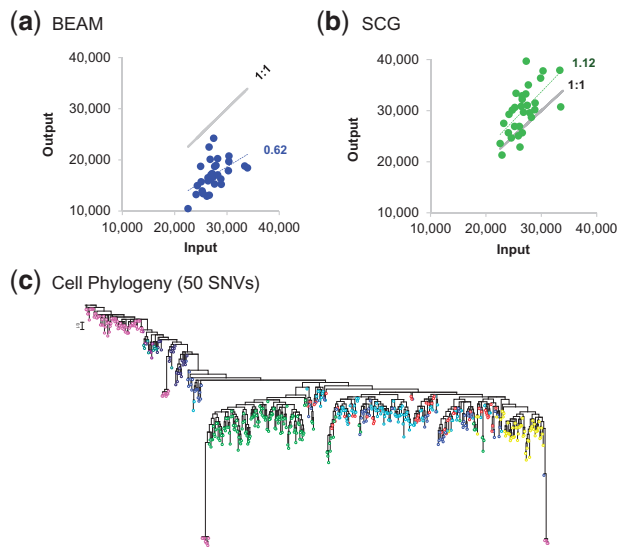 (a) BEAM
40,000
30,000
20,000
10,000
Output
1:1
0.62
10,000 20,000 30,000 40,000
Input
(b) SCG
40,000
30,000
20,000
10,000
Output
1.12
1:1
10,000 20,000 30,000 40,000
Input
(c) Cell Phylogeny (50 SNVs)